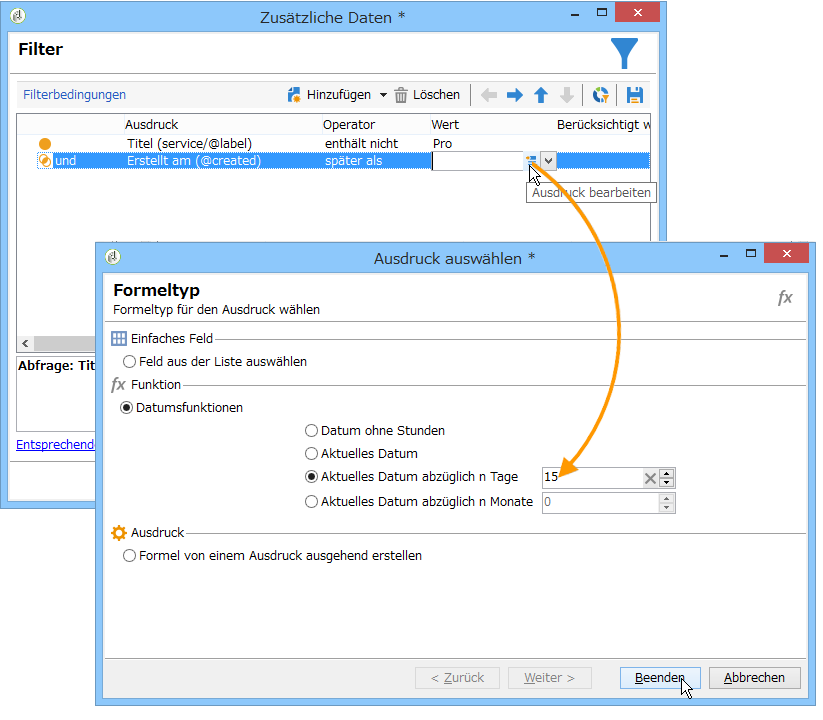 Zusätzliche Daten *
Filter
Filterbedingungen Hinzufügen Löschen
Ausdruck Operator Wert Berücksichtigt
Titel (service/@label) enthält nicht Pro
und Erstellt am (@created) später als
Ausdruck bearbeiten
Abfrage:
Ausdruck auswählen *
Formeltyp
Formeltyp für den Ausdruck wählen
fx
Einfaches Feld
Feld aus der Liste auswählen
fx Funktion
Datumsfunktionen
Datum ohne Stunden
Aktuelles Datum
Aktuelles Datum abzüglich n Tage 15
Aktuelles Datum abzüglich n Monate 0
Ausdruck
Formel von einem Ausdruck ausgehend erstellen
< Zurück Weiter > Beenden Abbrechen